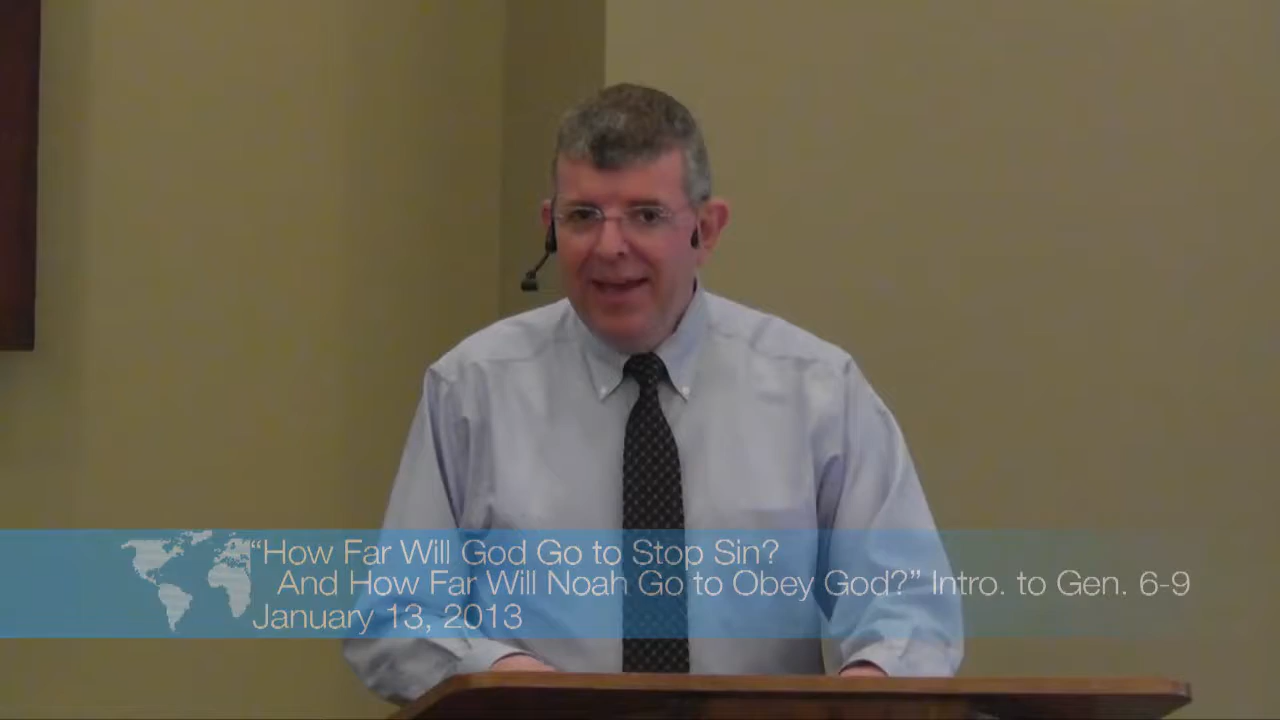 “How Far Will God Go to Stop Sin?
And How Far Will Noah Go to Obey God?” Intro. to Gen. 6-9
January 13, 2013